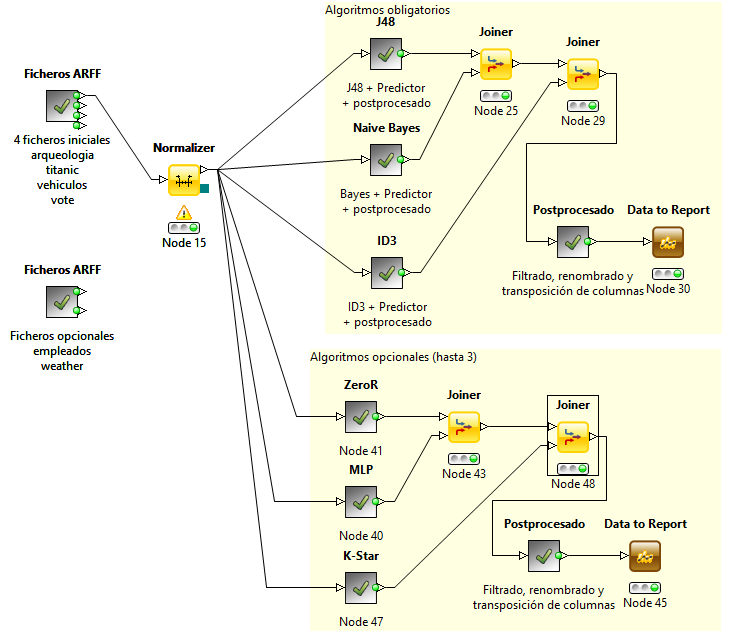 Algoritmos obligatorios
J48
J48 + Predictor
+ postprocesado
Joiner
Node 25
Joiner
Node 29
Ficheros ARFF
4 ficheros iniciales
arqueologia
titanic
vehiculos
vote
Normalizer
Node 15
Naive Bayes
Bayes + Predictor
+ postprocesado
ID3
ID3 + Predictor
+ postprocesado
Postprocesado
Filtrado, renombrado y
transposición de columnas
Data to Report
Node 30
Ficheros ARFF
Ficheros opcionales
empleados
weather
Algoritmos opcionales (hasta 3)
ZeroR
Node 41
Joiner
Node 43
Joiner
Node 48
MLP
Node 40
K-Star
Node 47
Postprocesado
Filtrado, renombrado y
transposición de columnas
Data to Report
Node 45